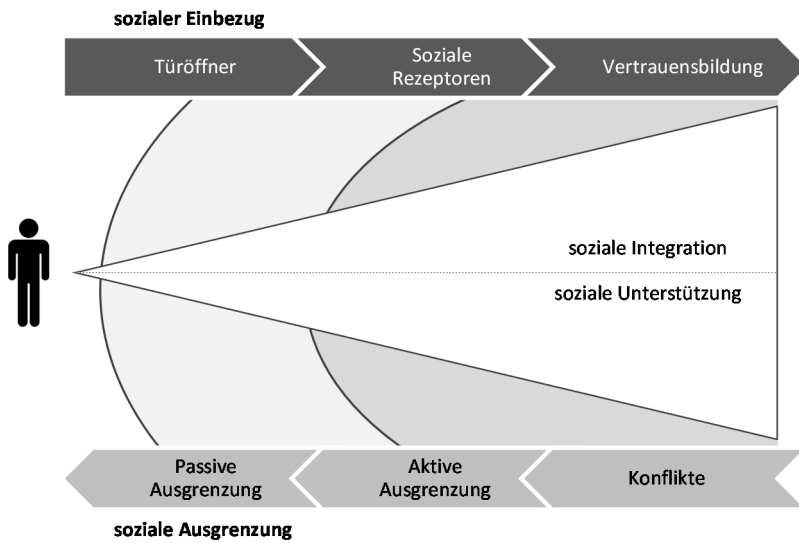 sozialer Einbezug
Türöffner
Soziale
Rezeptoren
Vertrauensbildung
soziale Integration
soziale Unterstützung
Passive
Ausgrenzung
Aktive
Ausgrenzung
Konflikte
soziale Ausgrenzung